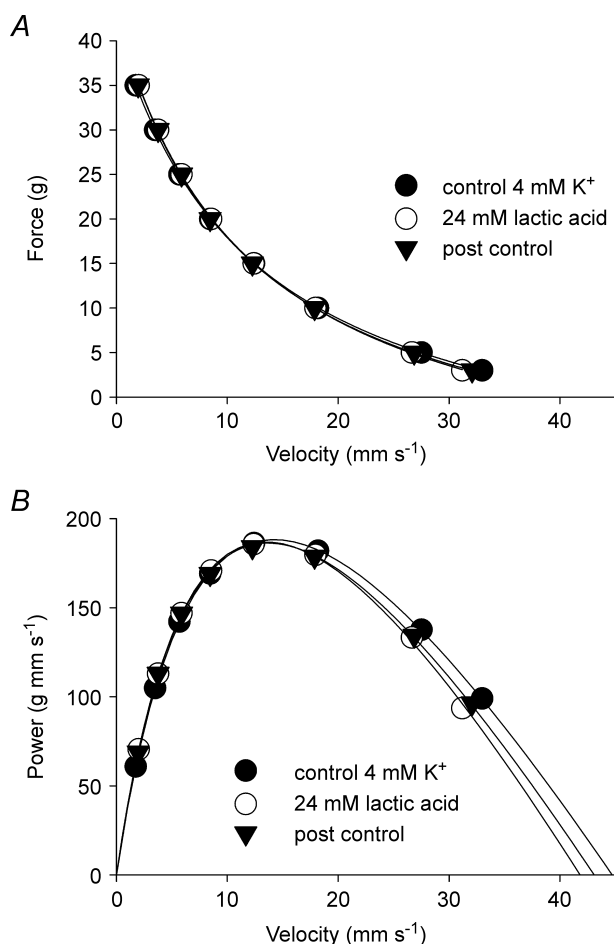 A
40
35
30
25
20
15
10
5
0
Force (g)
control 4 mM K⁺
24 mM lactic acid
post control
0 10 20 30 40
Velocity (mm s⁻¹)
B
200
150
100
50
0
Power (g mm s⁻¹)
control 4 mM K⁺
24 mM lactic acid
post control
0 10 20 30 40
Velocity (mm s⁻¹)